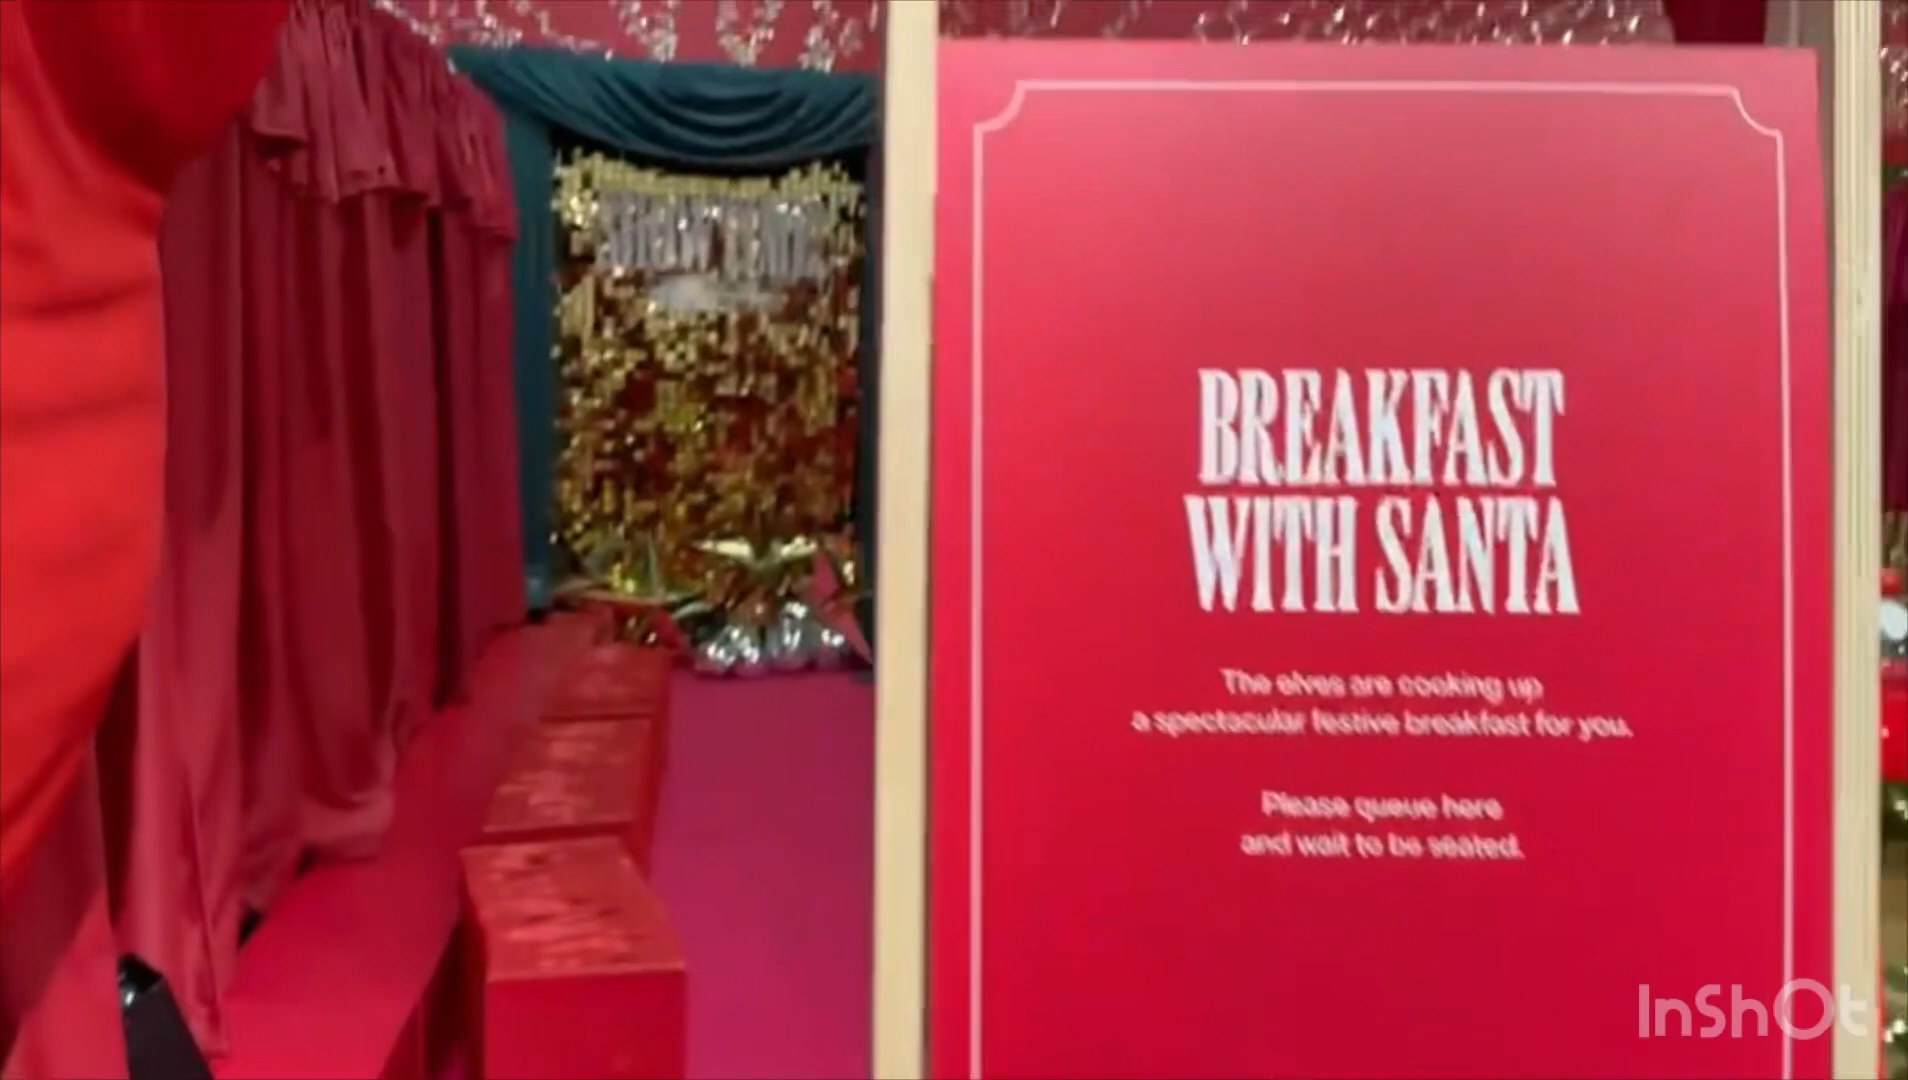 BREAKFAST
WITH SANTA
The elves are cooking up
a spectacular festive breakfast for you.
Please queue here
and wait to be seated.
InShOt